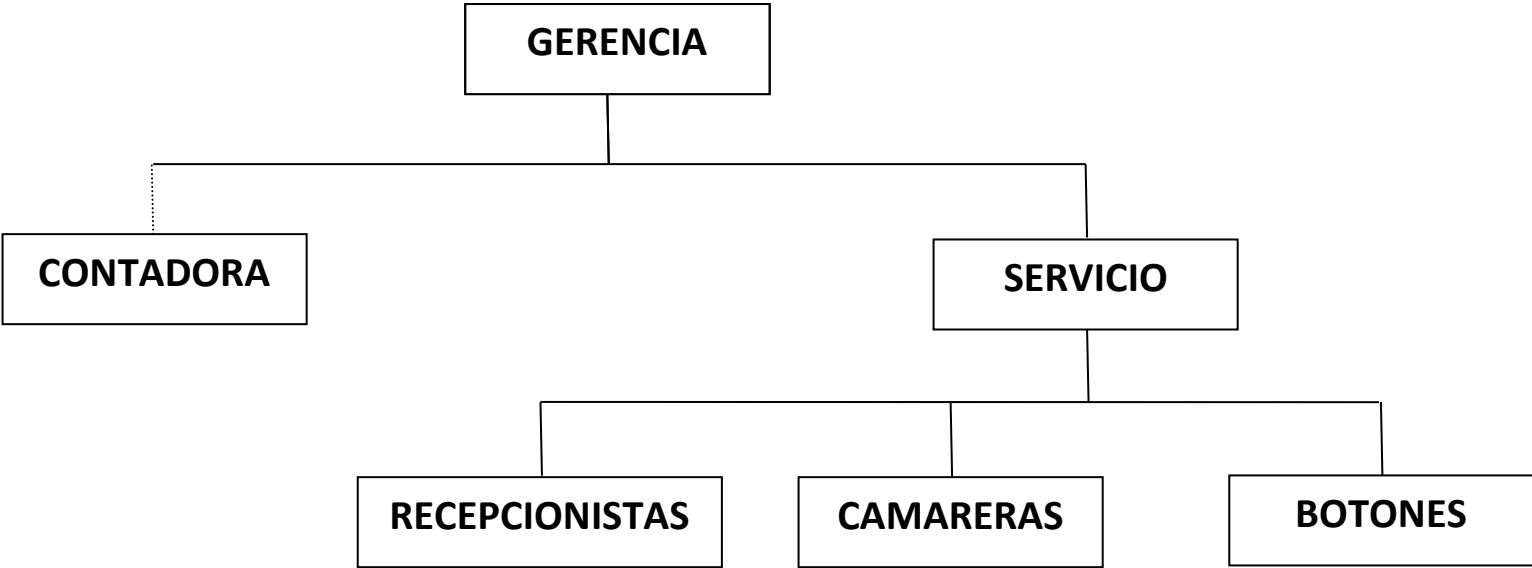 GERENCIA
CONTADORA
SERVICIO
RECEPCIONISTAS
CAMARERAS
BOTONES